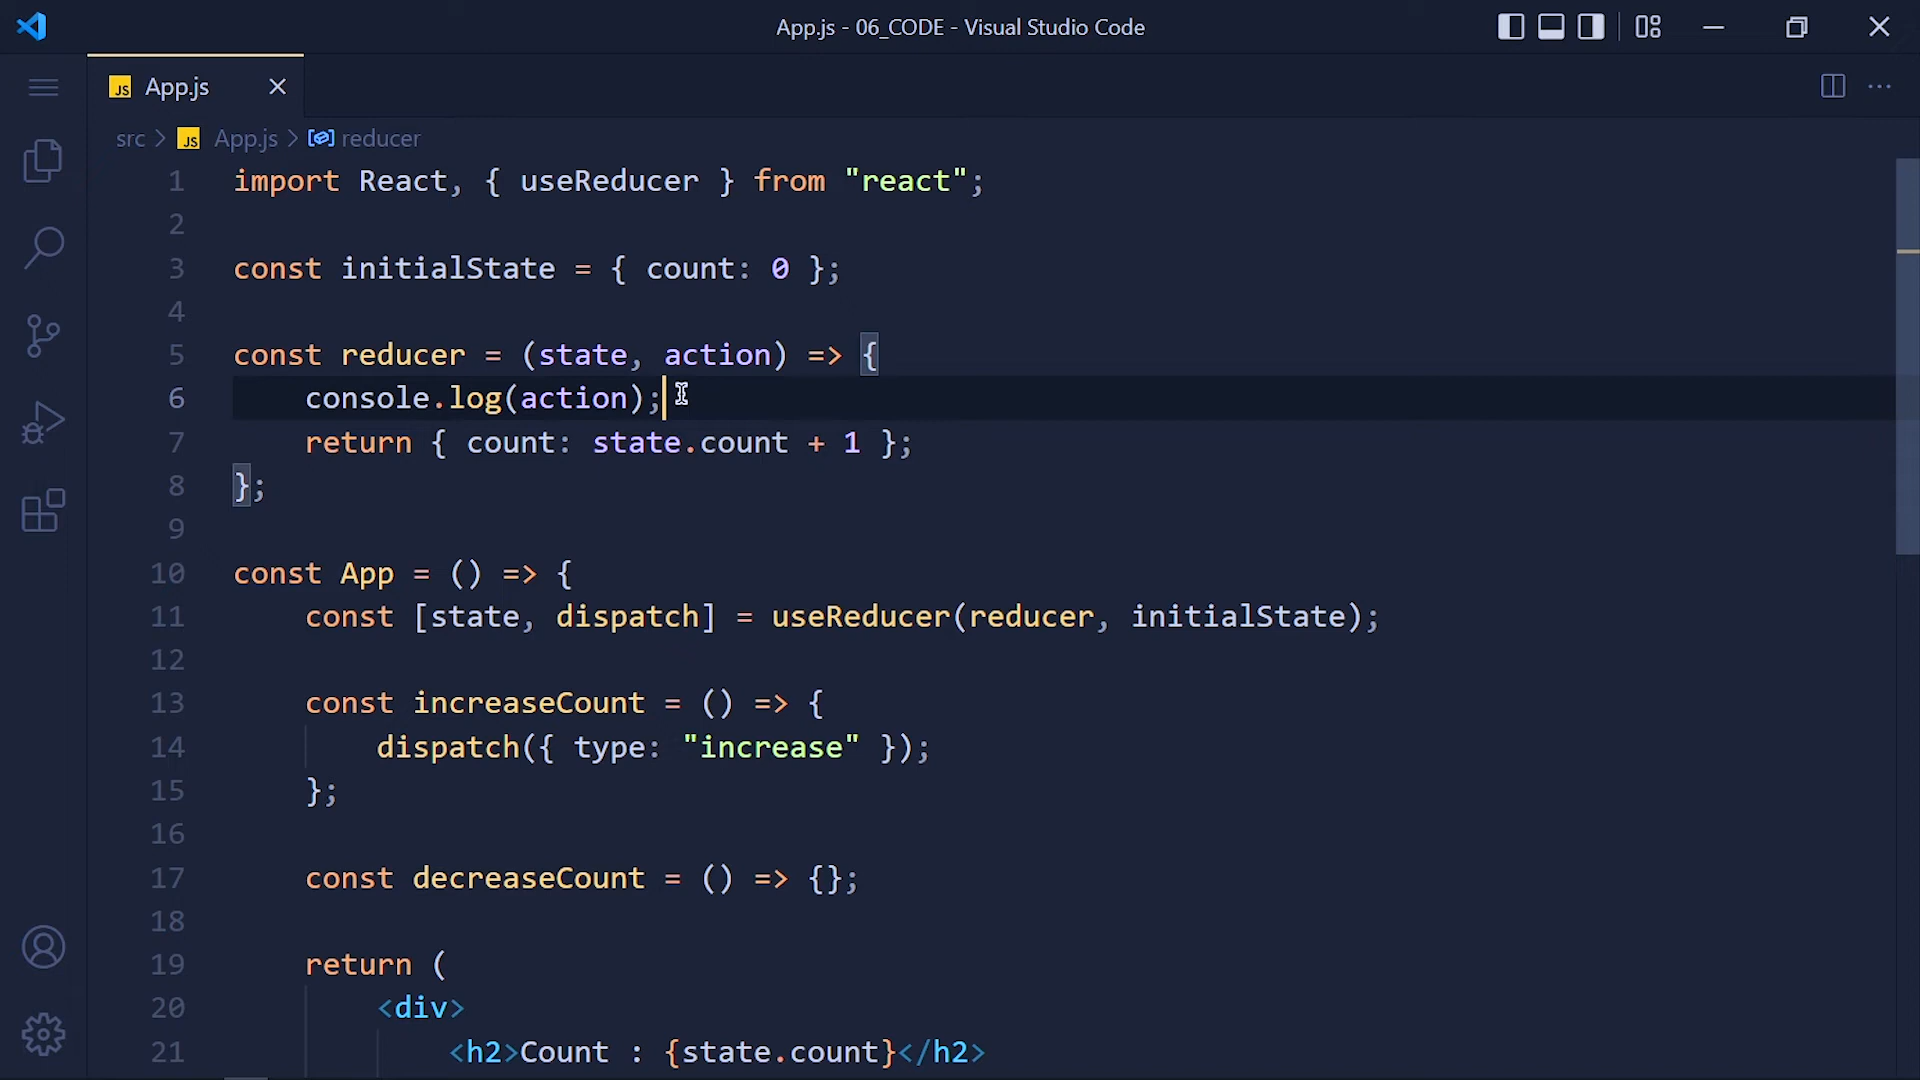 App.js - 06_CODE - Visual Studio Code
JS App.js
src > JS App.js > reducer
1 import React, { useReducer } from "react";
2
3 const initialState = { count: 0 };
4
5 const reducer = (state, action) => {
6 console.log(action);
7 return { count: state.count + 1 };
8 };
9
10 const App = () => {
11 const [state, dispatch] = useReducer(reducer, initialState);
12
13 const increaseCount = () => {
14 dispatch({ type: "increase" });
15 };
16
17 const decreaseCount = () => {};
18
19 return (
20 <div>
21 <h2>Count : {state.count}</h2>